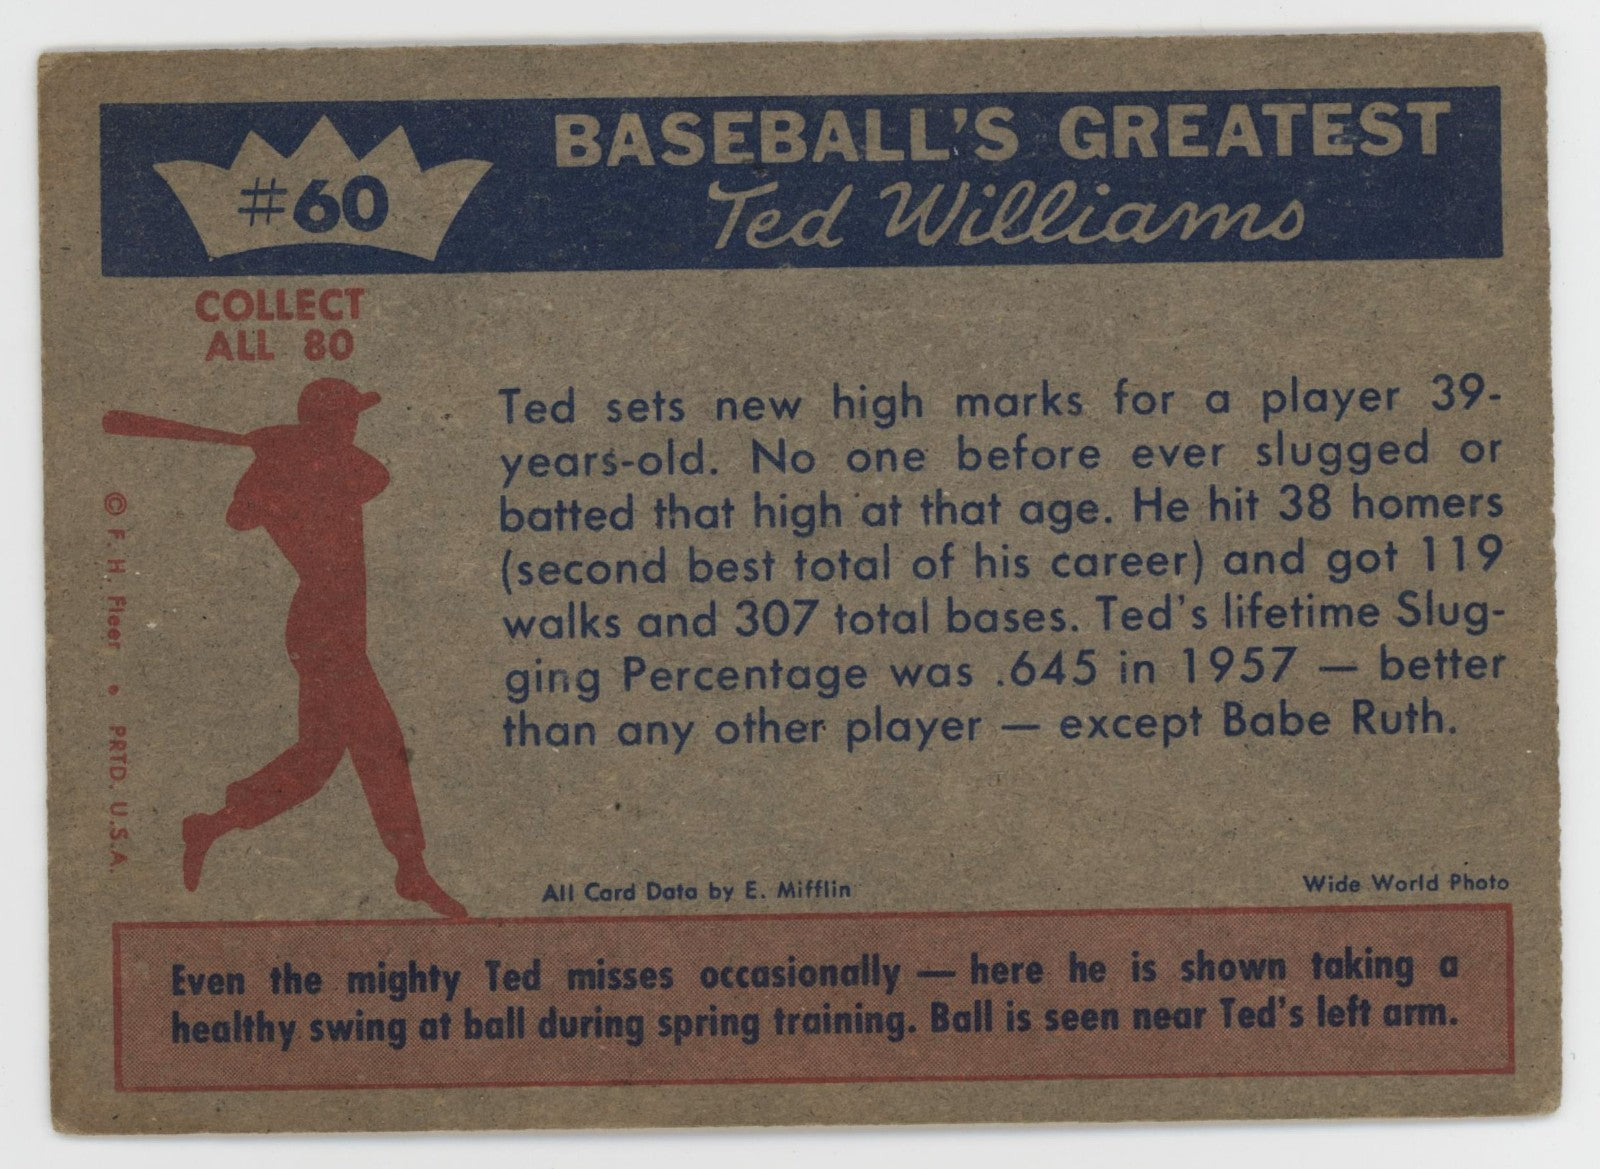 #60
BASEBALL'S GREATEST
Ted Williams
COLLECT
ALL 80
Ted sets new high marks for a player 39-
years-old. No one before ever slugged or
batted that high at that age. He hit 38 homers
(second best total of his career) and got 119
walks and 307 total bases. Ted's lifetime Slug-
ging Percentage was .645 in 1957 — better
than any other player — except Babe Ruth.
© F. H. Fleer • PRTD. U.S.A.
All Card Data by E. Mifflin
Wide World Photo
Even the mighty Ted misses occasionally — here he is shown taking a
healthy swing at ball during spring training. Ball is seen near Ted's left arm.